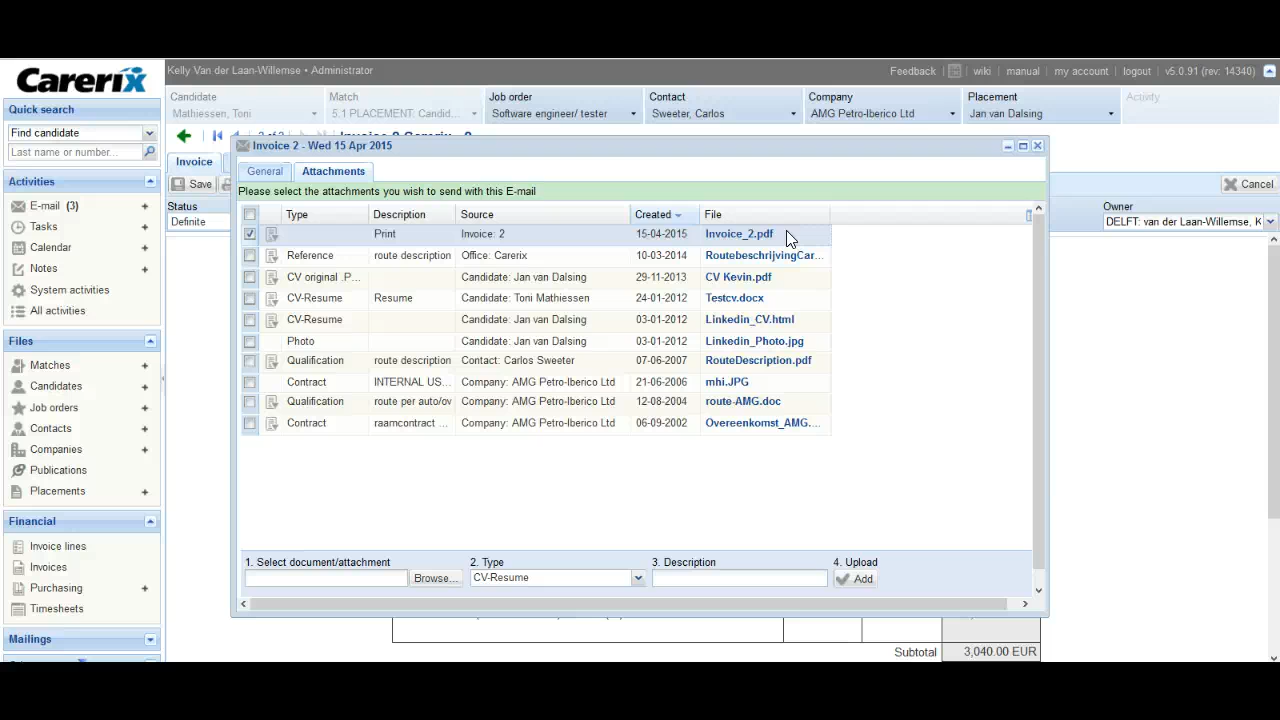 Carerix
Kelly Van der Laan-Willemse • Administrator
Feedback wiki manual my account logout v5.0.91 (rev: 14340)
Candidate Match Job order Contact Company Placement Activity
Mathiessen, Toni 5.1 PLACEMENT: Candid... Software engineer/ tester Sweeter, Carlos AMG Petro-Iberico Ltd Jan van Dalsing
Quick search
Find candidate
Last name or number...
Activities
E-mail (3)
Tasks
Calendar
Notes
System activities
All activities
Files
Matches
Candidates
Job orders
Contacts
Companies
Publications
Placements
Financial
Invoice lines
Invoices
Purchasing
Timesheets
Mailings
Invoice
Save
Cancel
Status
Definite
Owner
DELFT: van der Laan-Willemse, K
Invoice 2 - Wed 15 Apr 2015
General Attachments
Please select the attachments you wish to send with this E-mail
Type Description Source Created File
Print Invoice: 2 15-04-2015 Invoice_2.pdf
Reference route description Office: Carerix 10-03-2014 RoutebeschrijvingCar...
CV original .P... Candidate: Jan van Dalsing 29-11-2013 CV Kevin.pdf
CV-Resume Resume Candidate: Toni Mathiessen 24-01-2012 Testcv.docx
CV-Resume Candidate: Jan van Dalsing 03-01-2012 Linkedin_CV.html
Photo Candidate: Jan van Dalsing 03-01-2012 Linkedin_Photo.jpg
Qualification route description Contact: Carlos Sweeter 07-06-2007 RouteDescription.pdf
Contract INTERNAL US... Company: AMG Petro-Iberico Ltd 21-06-2006 mhi.JPG
Qualification route per auto/ov Company: AMG Petro-Iberico Ltd 12-08-2004 route-AMG.doc
Contract raamcontract ... Company: AMG Petro-Iberico Ltd 06-09-2002 Overeenkomst_AMG....
1. Select document/attachment 2. Type 3. Description 4. Upload
Browse... CV-Resume Add
Subtotal 3,040.00 EUR